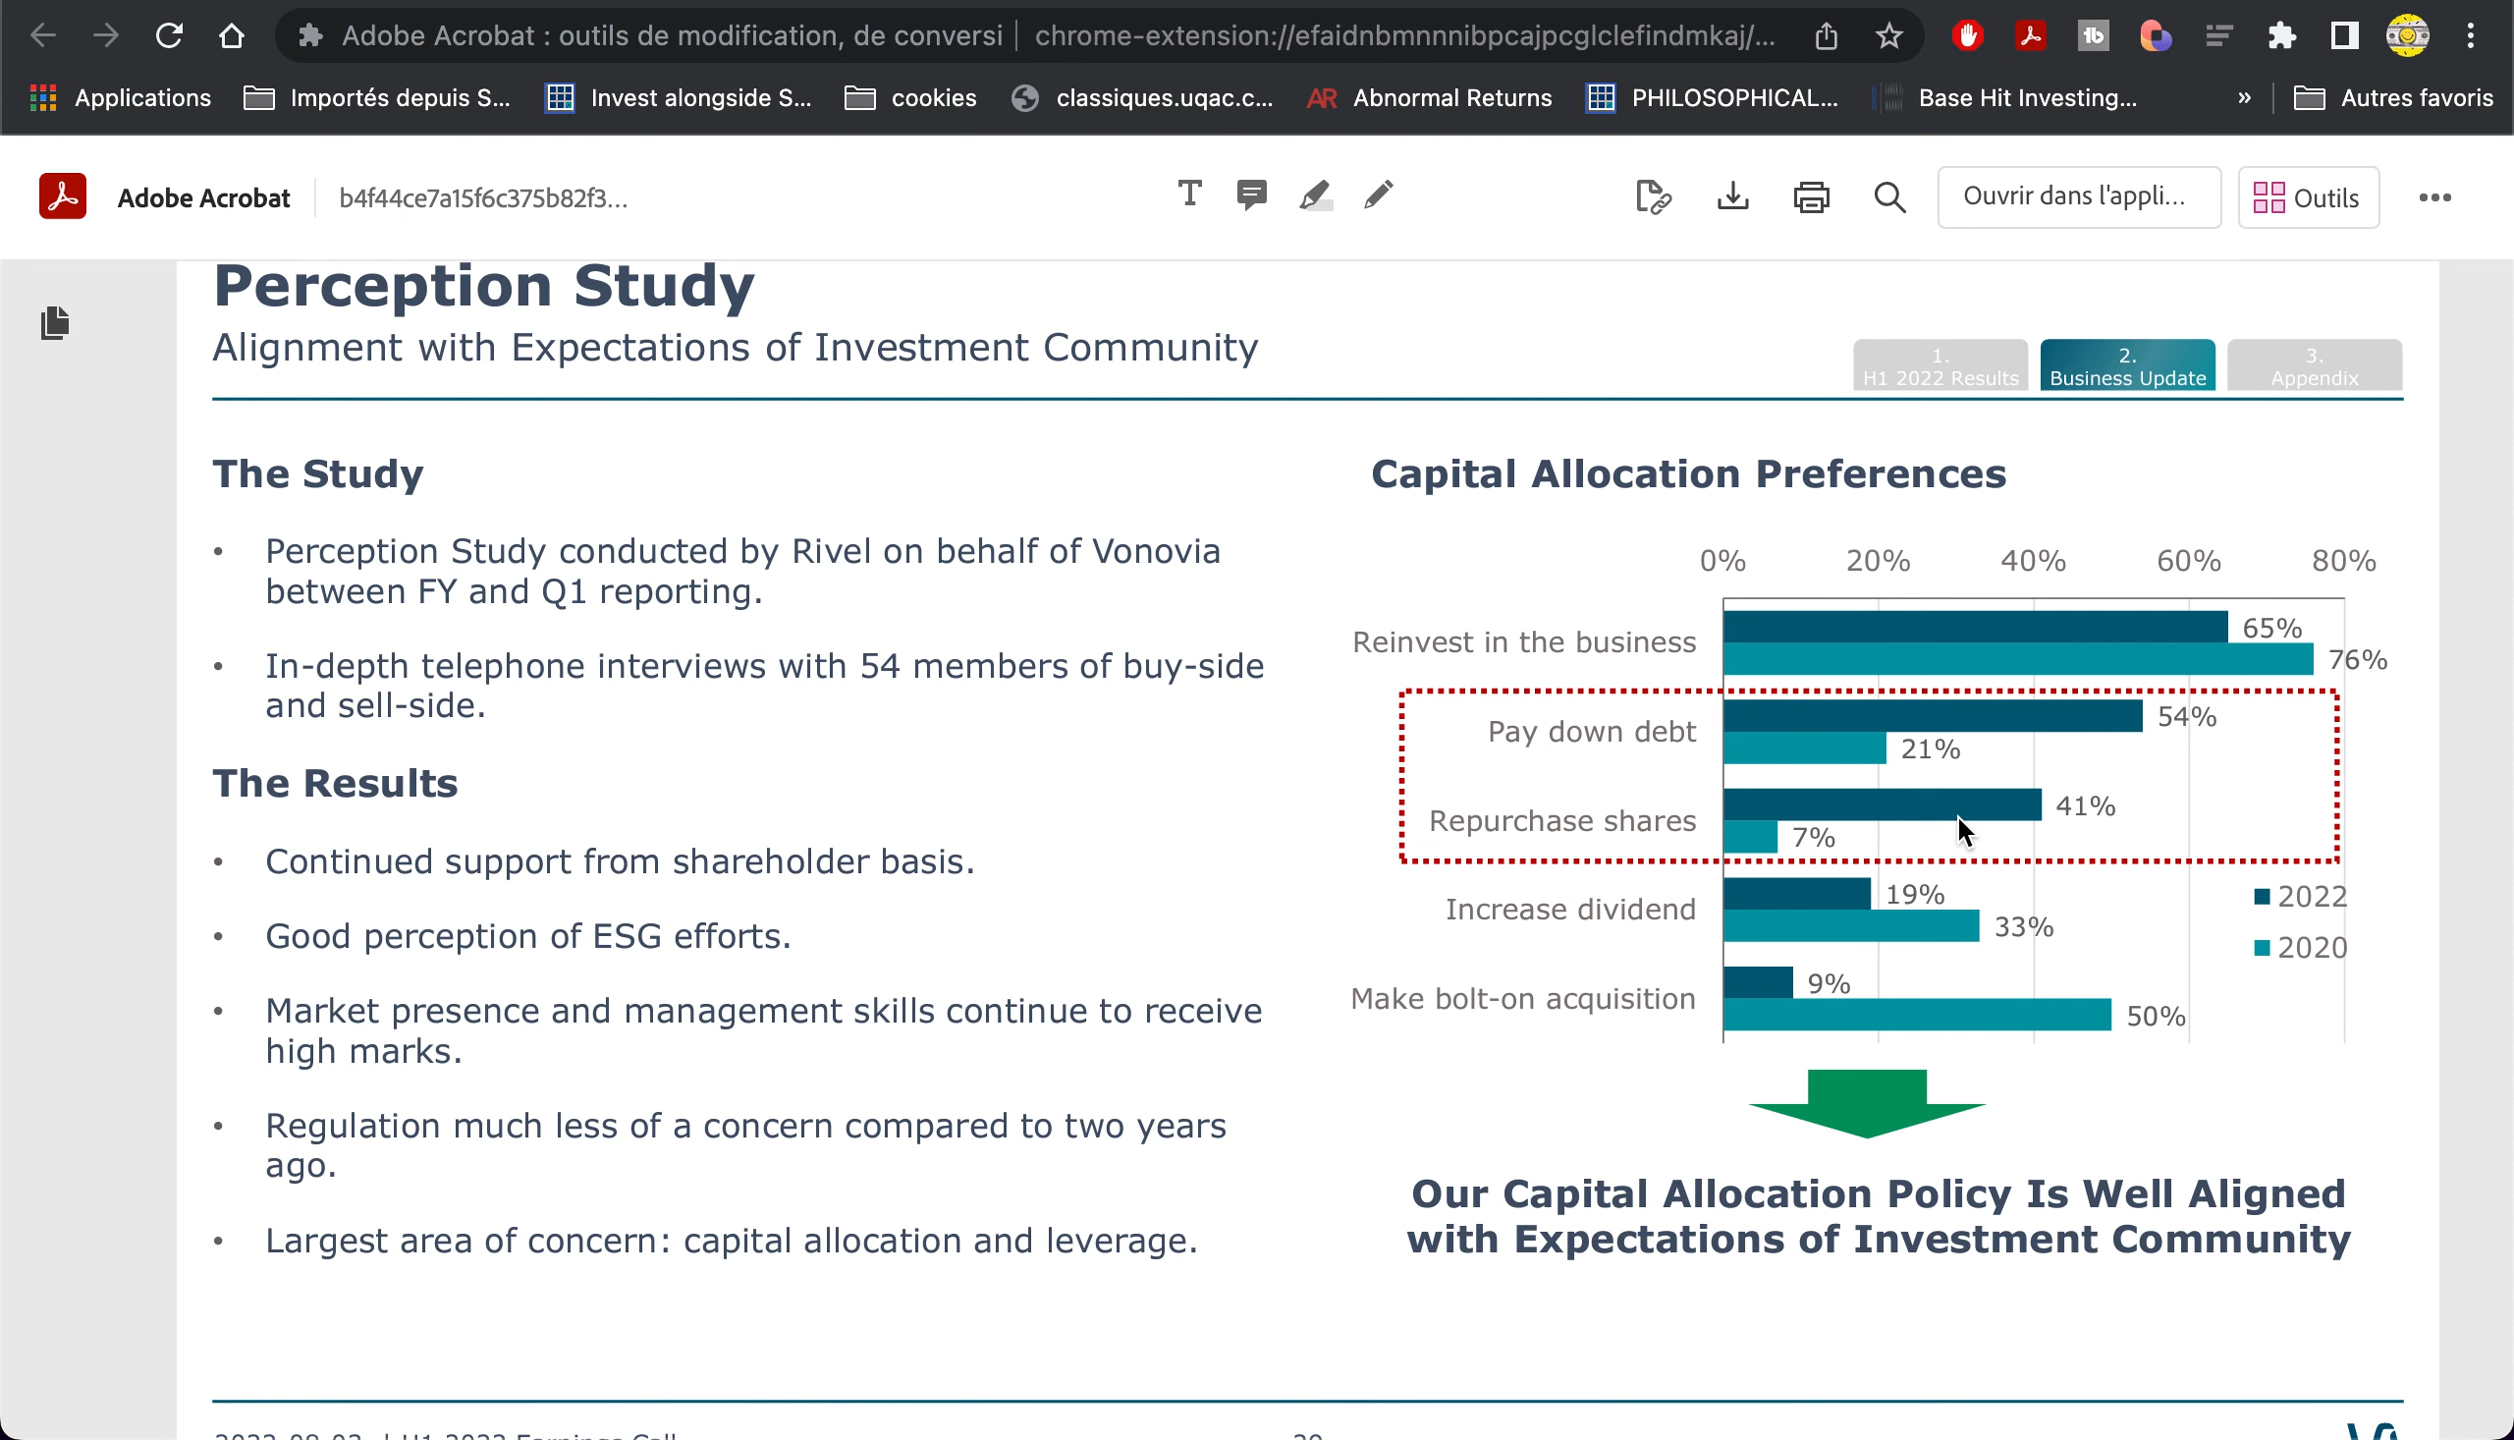 Adobe Acrobat : outils de modification, de conversi
chrome-extension://efaidnbmnnnibpcajpcglclefindmkaj/...
Applications
Importés depuis S...
Invest alongside S...
cookies
classiques.uqac.c...
AR Abnormal Returns
PHILOSOPHICAL...
Base Hit Investing...
»
Autres favoris
Adobe Acrobat
b4f44ce7a15f6c375b82f3...
Ouvrir dans l'appli...
Outils
Perception Study
Alignment with Expectations of Investment Community
1.
H1 2022 Results
2.
Business Update
3.
Appendix
The Study
• Perception Study conducted by Rivel on behalf of Vonovia
between FY and Q1 reporting.
• In-depth telephone interviews with 54 members of buy-side
and sell-side.
The Results
• Continued support from shareholder basis.
• Good perception of ESG efforts.
• Market presence and management skills continue to receive
high marks.
• Regulation much less of a concern compared to two years
ago.
• Largest area of concern: capital allocation and leverage.
Capital Allocation Preferences
0% 20% 40% 60% 80%
Reinvest in the business
65%
76%
Pay down debt
54%
21%
Repurchase shares
41%
7%
Increase dividend
19%
33%
Make bolt-on acquisition
9%
50%
2022
2020
Our Capital Allocation Policy Is Well Aligned
with Expectations of Investment Community